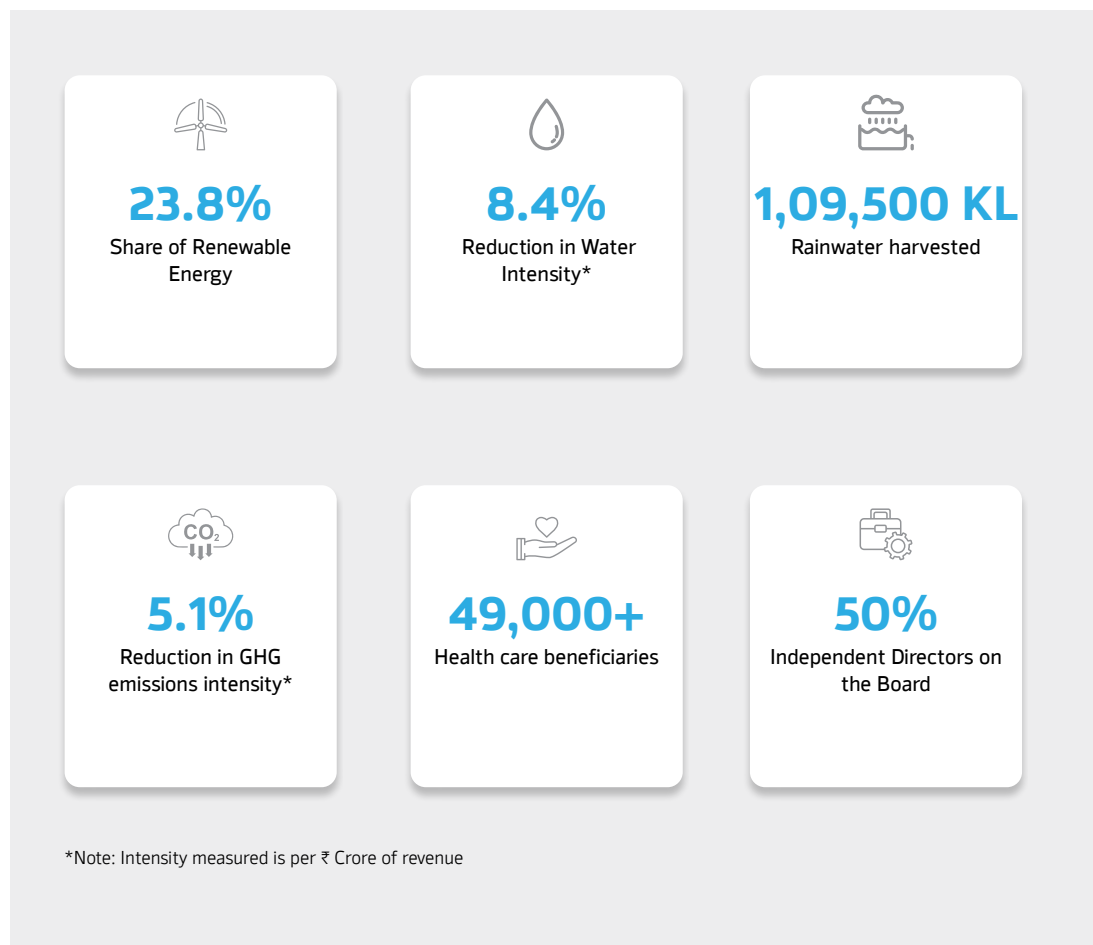 23.8%
Share of Renewable
Energy
8.4%
Reduction in Water
Intensity*
1,09,500 KL
Rainwater harvested
CO2
5.1%
Reduction in GHG
emissions intensity*
49,000+
Health care beneficiaries
50%
Independent Directors on
the Board
*Note: Intensity measured is per ₹ Crore of revenue